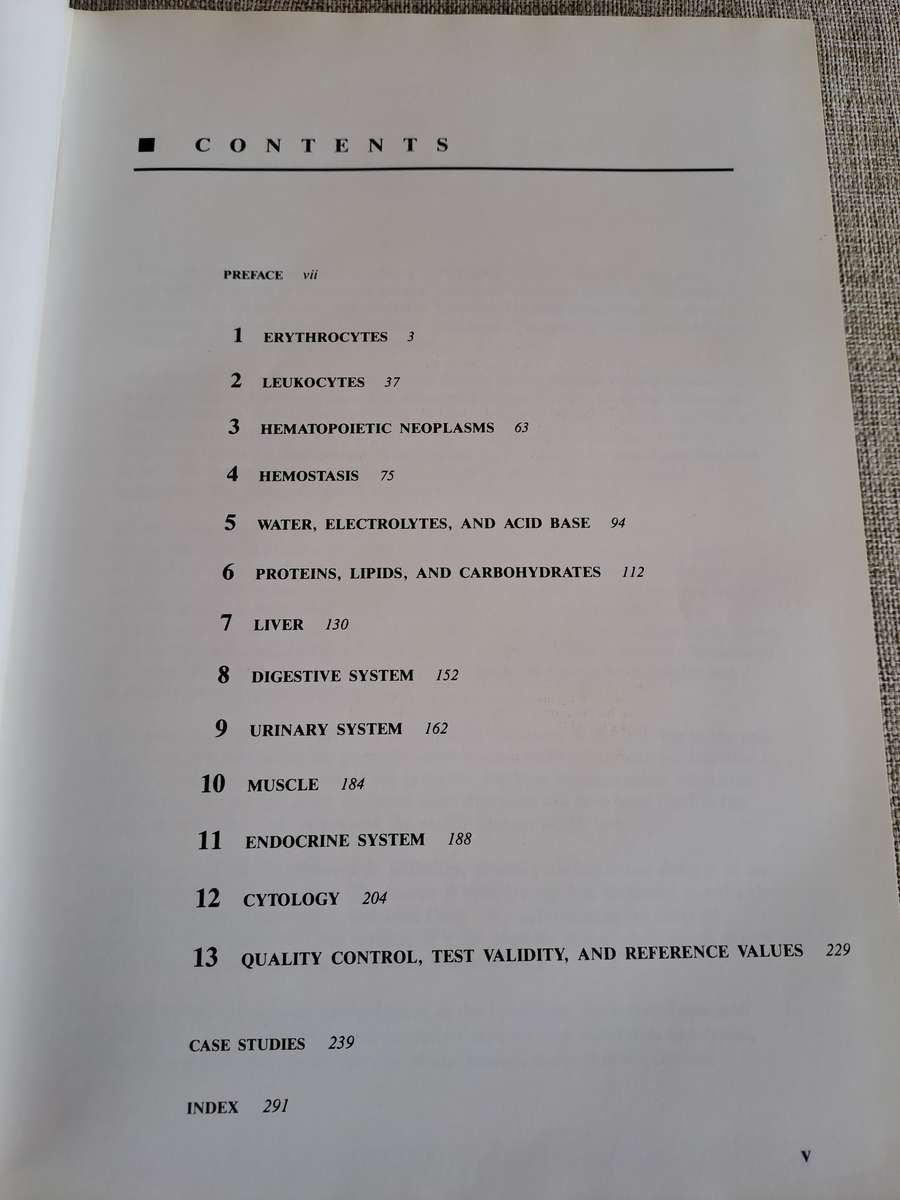 ■ CONTENTS
PREFACE vii
1 ERYTHROCYTES 3
2 LEUKOCYTES 37
3 HEMATOPOIETIC NEOPLASMS 63
4 HEMOSTASIS 75
5 WATER, ELECTROLYTES, AND ACID BASE 94
6 PROTEINS, LIPIDS, AND CARBOHYDRATES 112
7 LIVER 130
8 DIGESTIVE SYSTEM 152
9 URINARY SYSTEM 162
10 MUSCLE 184
11 ENDOCRINE SYSTEM 188
12 CYTOLOGY 204
13 QUALITY CONTROL, TEST VALIDITY, AND REFERENCE VALUES 229
CASE STUDIES 239
INDEX 291
v